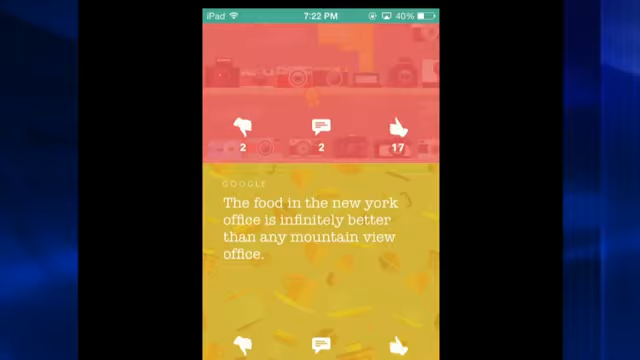 iPad 7:22 PM 40%
2 2 17
GOOGLE
The food in the new york
office is infinitely better
than any mountain view
office.